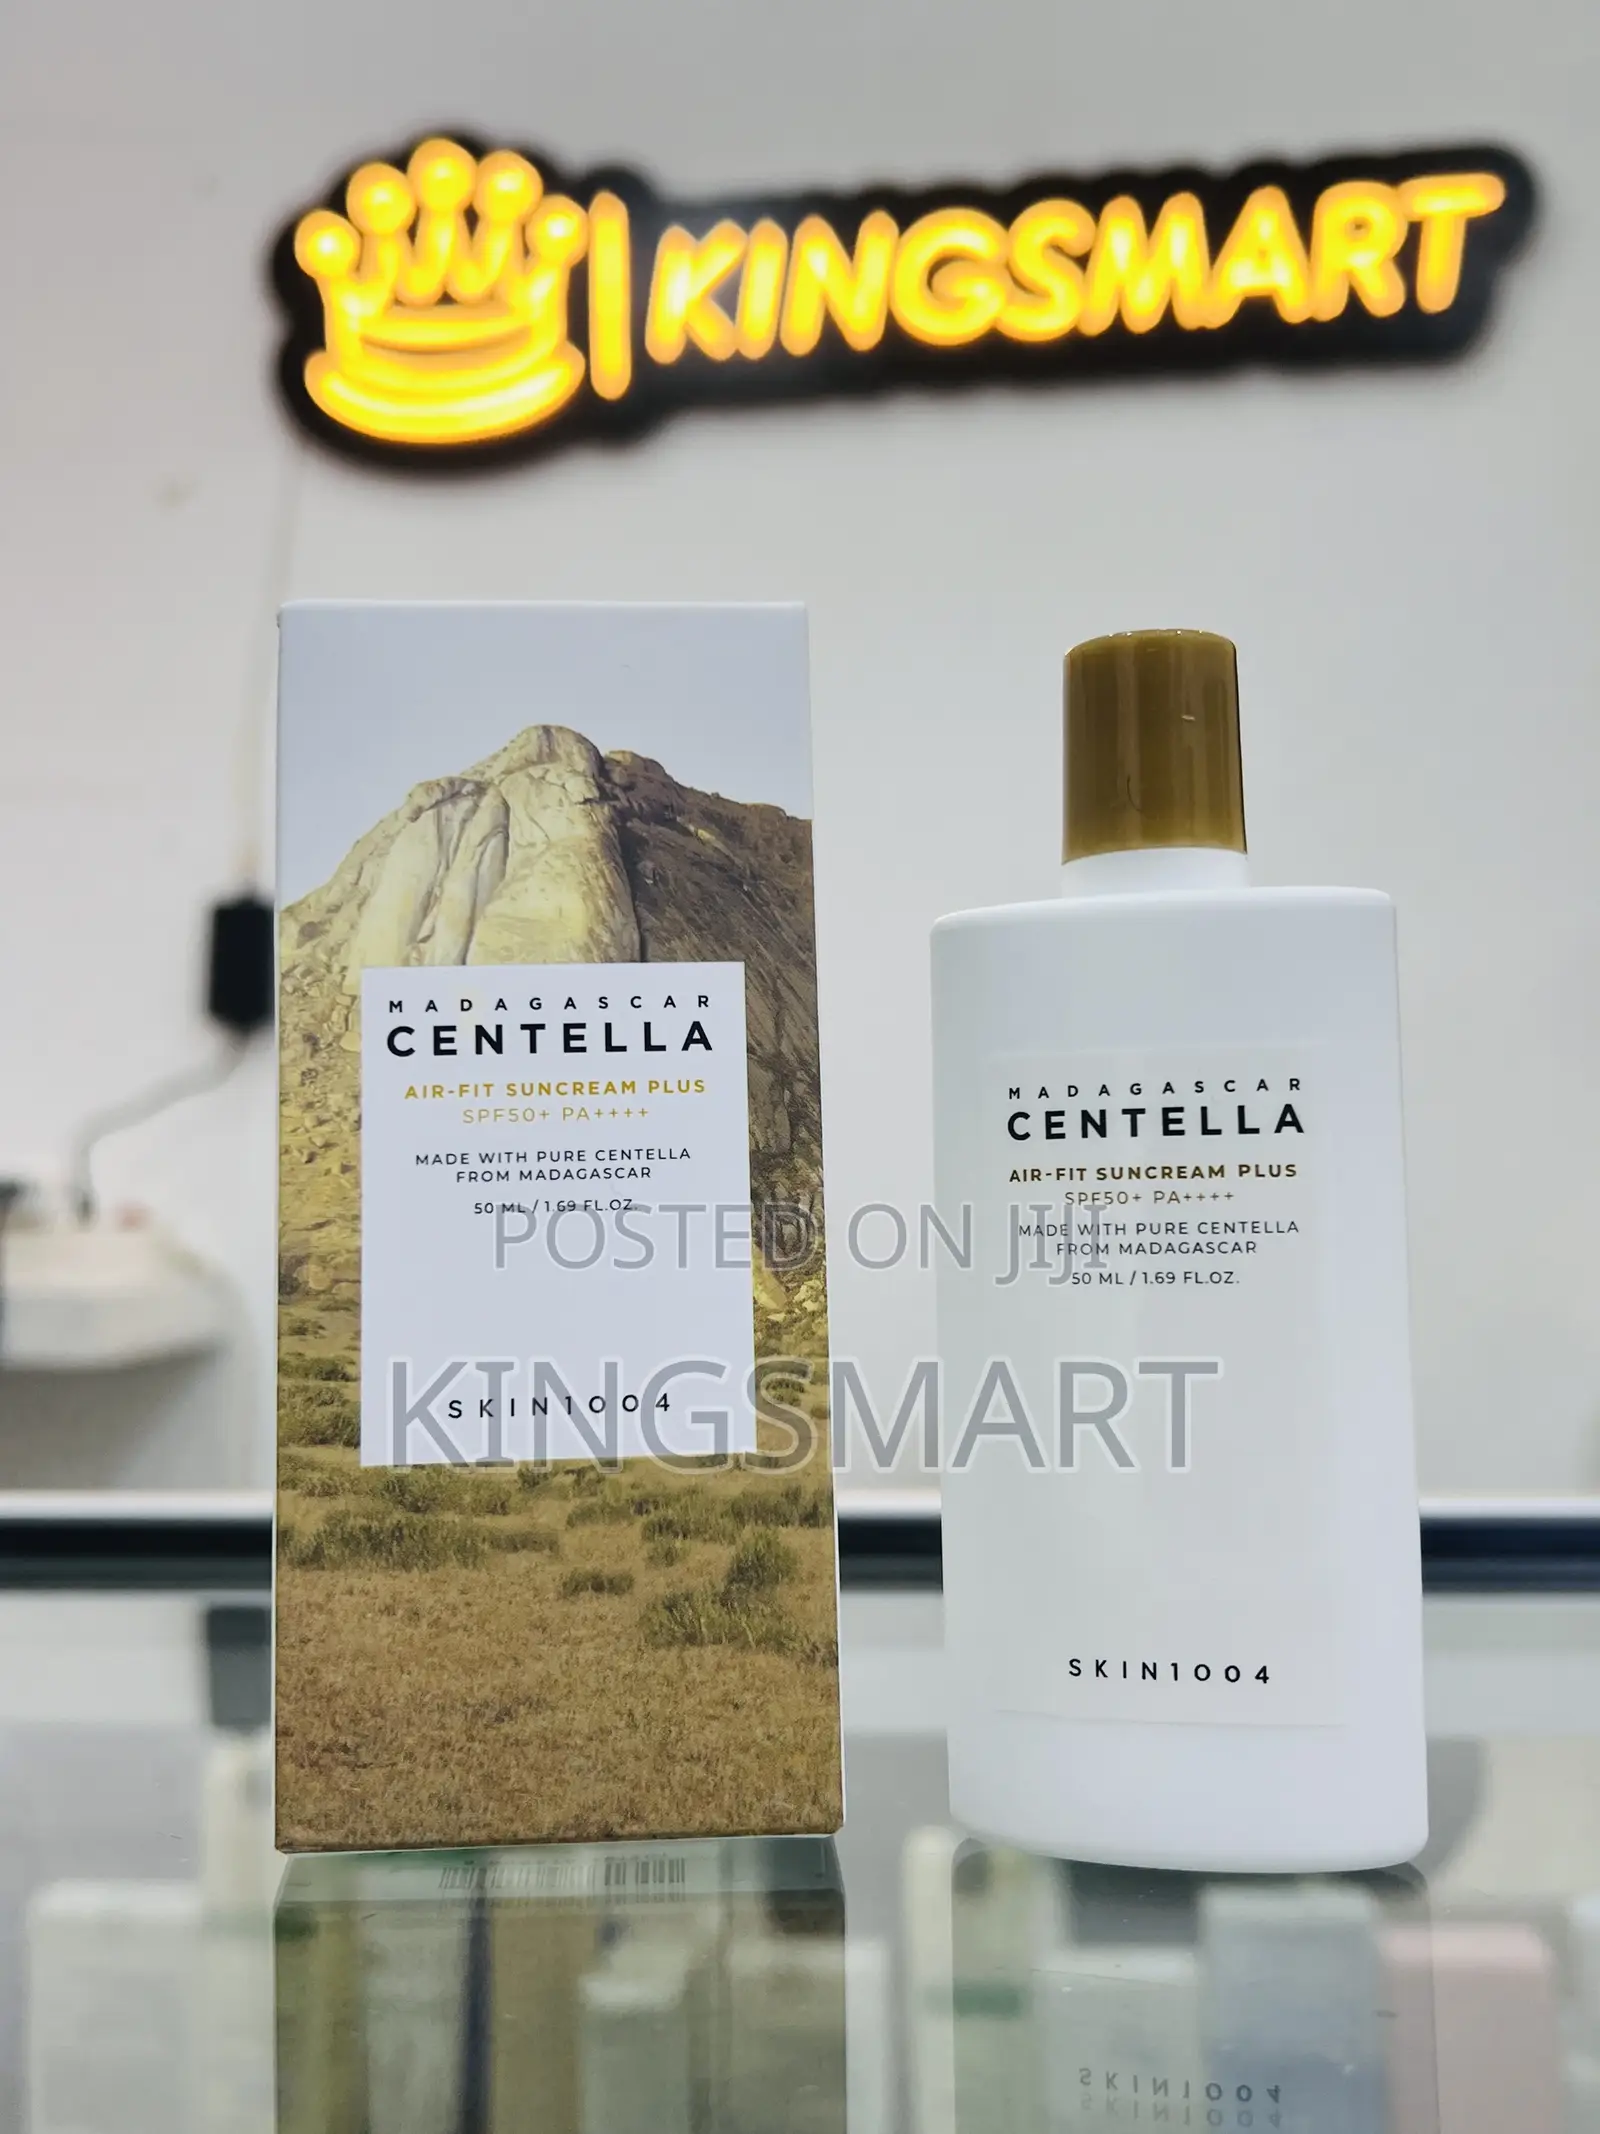 KINGSMART
MADAGASCAR
CENTELLA
AIR-FIT SUNCREAM PLUS
SPF50+ PA++++
MADE WITH PURE CENTELLA
FROM MADAGASCAR
50 ML / 1.69 FL.OZ.
SKIN1004
MADAGASCAR
CENTELLA
AIR-FIT SUNCREAM PLUS
SPF50+ PA++++
MADE WITH PURE CENTELLA
FROM MADAGASCAR
50 ML / 1.69 FL.OZ.
SKIN1004
POSTED ON JIJI
KINGSMART
SKIN1004
SKIN1004